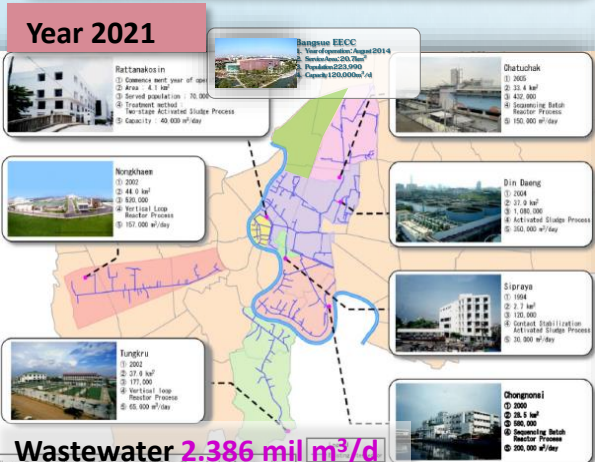 Year 2021
Bangsue EECC
1. Year of operation: August 2014
2. Service Area: 20.7km²
3. Population 223,990
4. Capacity 120,000m³/d
Rattanakosin
① Commence ment year of oper
② Area : 4.1 km²
③ Served population : 70,000
④ Treatment method :
Two-stage Activated Sludge Process
⑤ Capacity : 40,000 m³/day
Chatuchak
① 2005
② 33.4 km²
③ 432,000
④ Sequencing Batch
Reactor Process
⑤ 150,000 m³/day
Nongkhaem
① 2002
② 44.0 km²
③ 520,000
④ Vertical Loop
Reactor Process
⑤ 157,000 m³/day
Din Daeng
① 2004
② 37.0 km²
③ 1,080,000
④ Activated Sludge Process
⑤ 350,000 m³/day
Sipraya
① 1994
② 2.7 km²
③ 120,000
④ Contact Stabilization
Activated Sludge Process
⑤ 30,000 m³/day
Tungkru
① 2002
② 37.0 km²
③ 177,000
④ Vertical loop
Reactor Process
⑤ 65,000 m³/day
Chongnonsi
① 2000
② 28.5 km²
③ 580,000
④ Sequencing Batch
Reactor Process
⑤ 200,000 m³/day
Wastewater 2.386 mil m³/d